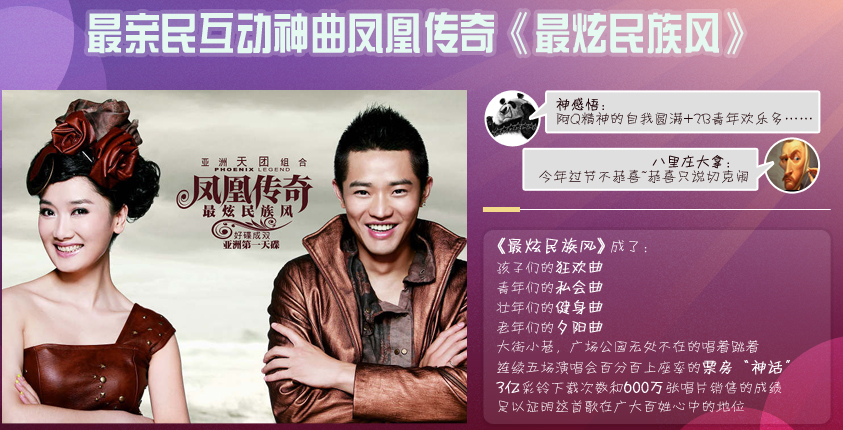 最亲民互动神曲凤凰传奇《最炫民族风》
亚洲天团组合
PHOENIX LEGEND
凤凰传奇
最炫民族风
好碟成双
亚洲第一天碟
神感悟：
阿Q精神的自我圆满+2B青年欢乐多……
八里庄大拿：
今年过节不恭喜~恭喜只说切克闹
《最炫民族风》成了：
孩子们的狂欢曲
青年们的私会曲
壮年们的健身曲
老年们的夕阳曲
大街小巷，广场公园无处不在的唱着跳着
连续五场演唱会百分百上座率的票房“神话”
3亿彩铃下载次数和600万张唱片销售的成绩
足以证明这首歌在广大百姓心中的地位